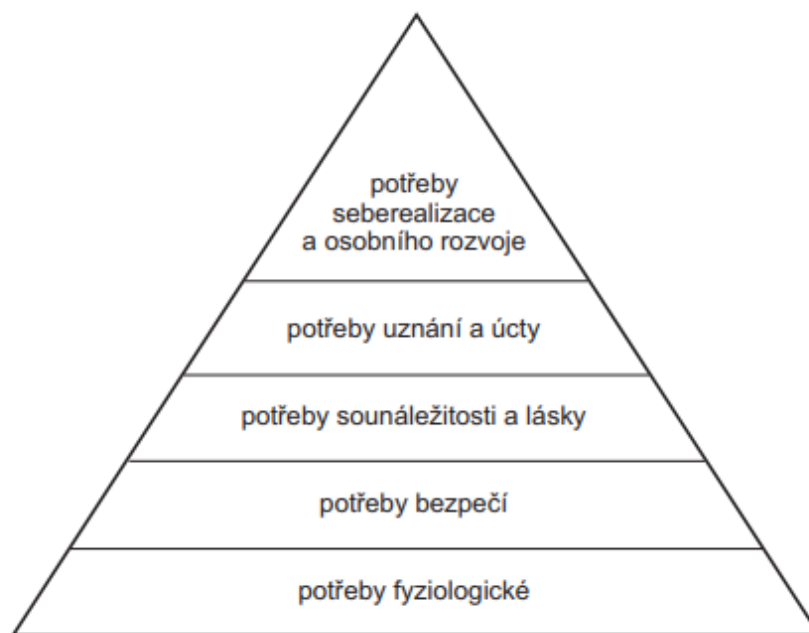 potřeby
seberealizace
a osobního rozvoje
potřeby uznání a úcty
potřeby sounáležitosti a lásky
potřeby bezpečí
potřeby fyziologické